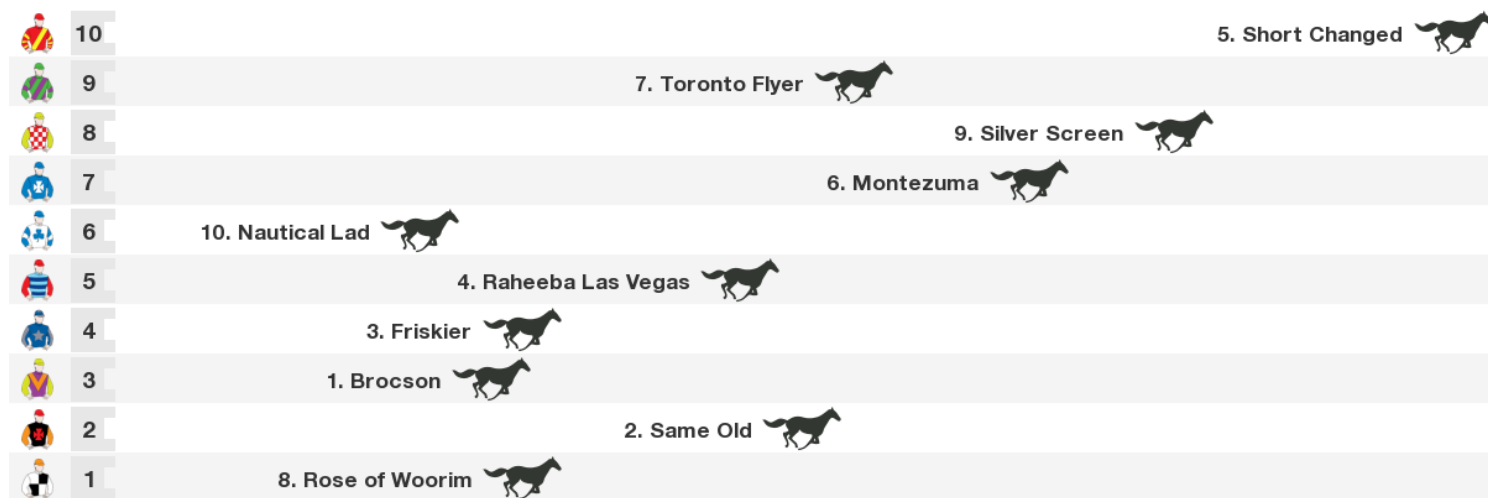 10 5. Short Changed
9 7. Toronto Flyer
8 9. Silver Screen
7 6. Montezuma
6 10. Nautical Lad
5 4. Raheeba Las Vegas
4 3. Friskier
3 1. Brocson
2 2. Same Old
1 8. Rose of Woorim